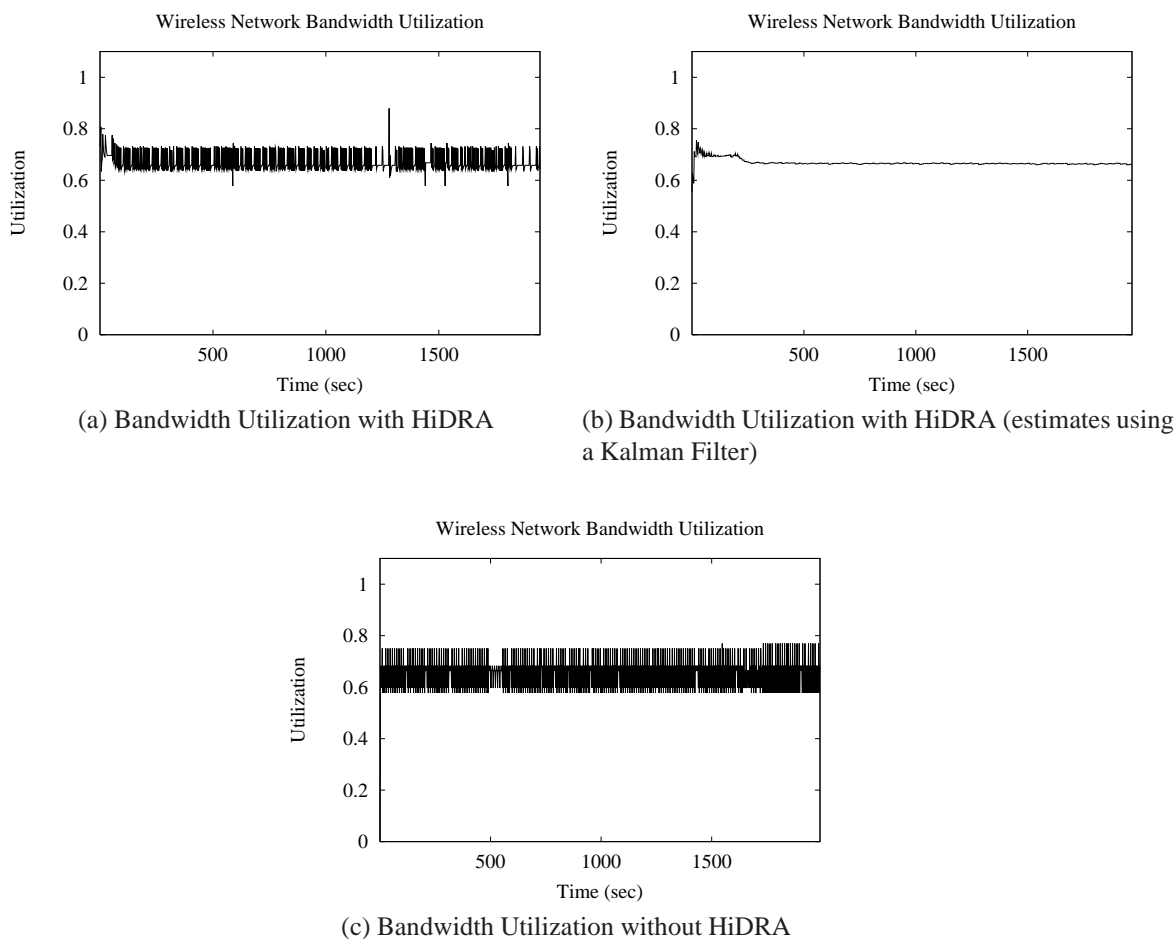 Wireless Network Bandwidth Utilization
Wireless Network Bandwidth Utilization
1
0.8
0.6
0.4
0.2
0
Utilization
500
1000
1500
Time (sec)
1
0.8
0.6
0.4
0.2
0
Utilization
500
1000
1500
Time (sec)
(a) Bandwidth Utilization with HiDRA
(b) Bandwidth Utilization with HiDRA (estimates using
a Kalman Filter)
Wireless Network Bandwidth Utilization
1
0.8
0.6
0.4
0.2
0
Utilization
500
1000
1500
Time (sec)
(c) Bandwidth Utilization without HiDRA